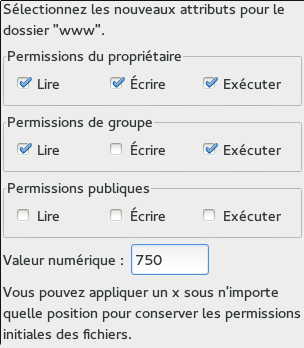 Sélectionnez les nouveaux attributs pour le
dossier "www".
Permissions du propriétaire
Lire Écrire Exécuter
Permissions de groupe
Lire Écrire Exécuter
Permissions publiques
Lire Écrire Exécuter
Valeur numérique : 750
Vous pouvez appliquer un x sous n'importe
quelle position pour conserver les permissions
initiales des fichiers.